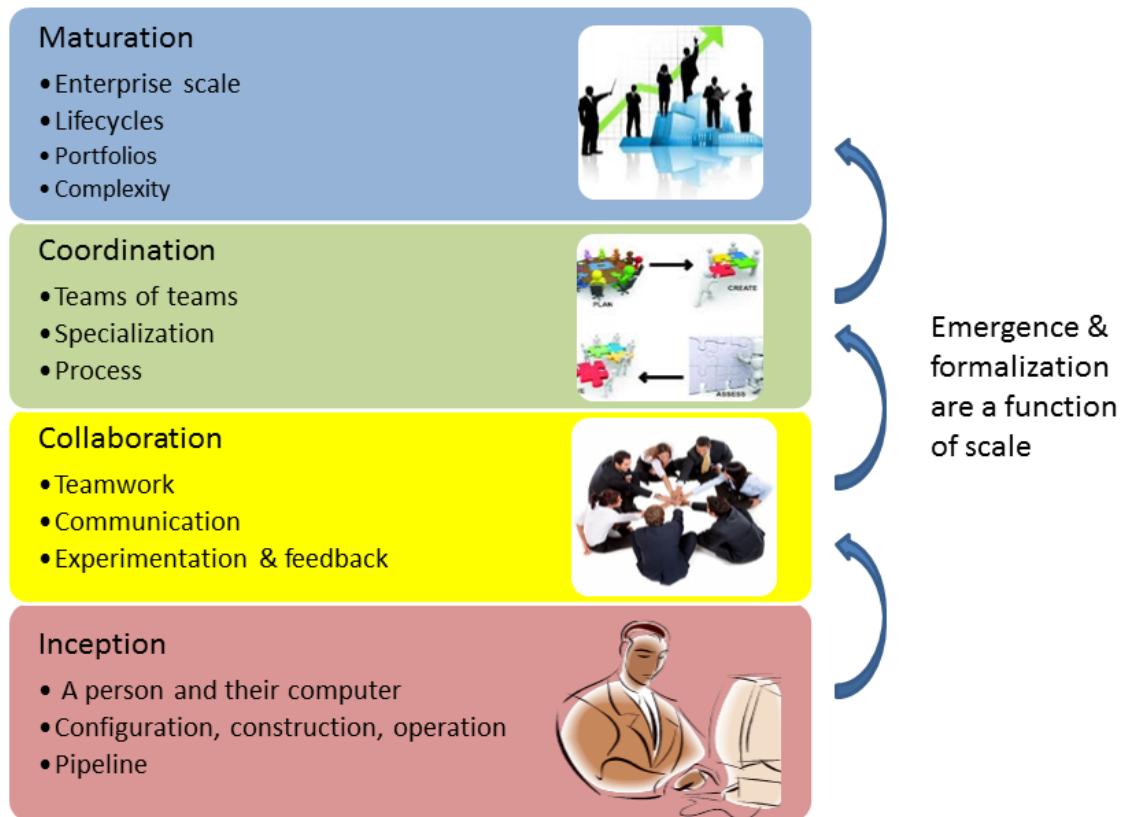 Maturation
•Enterprise scale
•Lifecycles
•Portfolios
•Complexity
Coordination
•Teams of teams
•Specialization
•Process
PLAN
CREATE
ASSESS
Collaboration
•Teamwork
•Communication
•Experimentation & feedback
Inception
• A person and their computer
•Configuration, construction, operation
•Pipeline
Emergence &
formalization
are a function
of scale